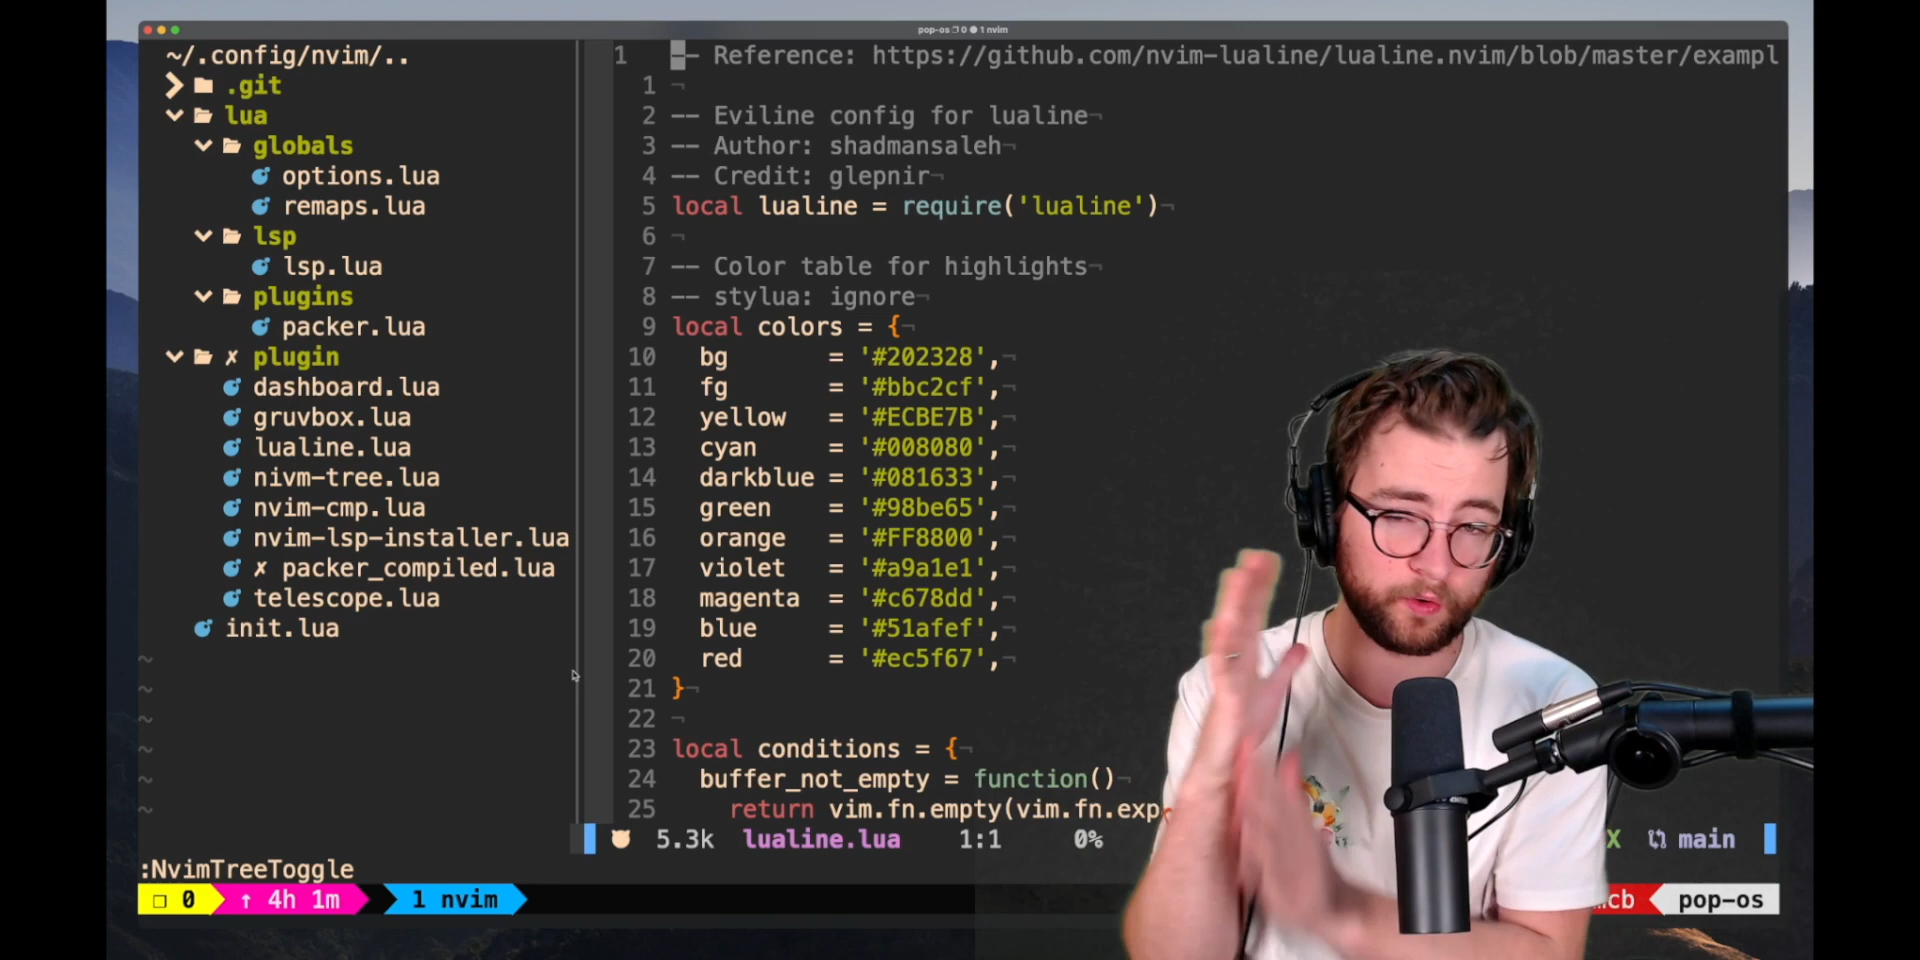 pop-os ❐ 0 ● 1 nvim
~/.config/nvim/..
.git
lua
globals
options.lua
remaps.lua
lsp
lsp.lua
plugins
packer.lua
✗ plugin
dashboard.lua
gruvbox.lua
lualine.lua
nivm-tree.lua
nvim-cmp.lua
nvim-lsp-installer.lua
✗ packer_compiled.lua
telescope.lua
init.lua
~
~
~
~
~
~
1 -- Reference: https://github.com/nvim-lualine/lualine.nvim/blob/master/exampl
1 ¬
2 -- Eviline config for lualine¬
3 -- Author: shadmansaleh¬
4 -- Credit: glepnir¬
5 local lualine = require('lualine')¬
6 ¬
7 -- Color table for highlights¬
8 -- stylua: ignore¬
9 local colors = {¬
10 bg = '#202328',¬
11 fg = '#bbc2cf',¬
12 yellow = '#ECBE7B',¬
13 cyan = '#008080',¬
14 darkblue = '#081633',¬
15 green = '#98be65',¬
16 orange = '#FF8800',¬
17 violet = '#a9a1e1',¬
18 magenta = '#c678dd',¬
19 blue = '#51afef',¬
20 red = '#ec5f67',¬
21 }¬
22 ¬
23 local conditions = {¬
24 buffer_not_empty = function()¬
25 return vim.fn.empty(vim.fn.exp
5.3k lualine.lua 1:1 0% X main
:NvimTreeToggle
❐ 0 ↑ 4h 1m 1 nvim cb pop-os